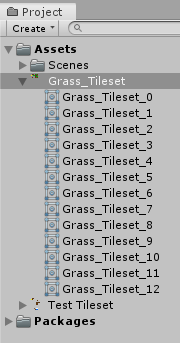 Project
Create
Assets
Scenes
Grass_Tileset
Grass_Tileset_0
Grass_Tileset_1
Grass_Tileset_2
Grass_Tileset_3
Grass_Tileset_4
Grass_Tileset_5
Grass_Tileset_6
Grass_Tileset_7
Grass_Tileset_8
Grass_Tileset_9
Grass_Tileset_10
Grass_Tileset_11
Grass_Tileset_12
Test Tileset
Packages